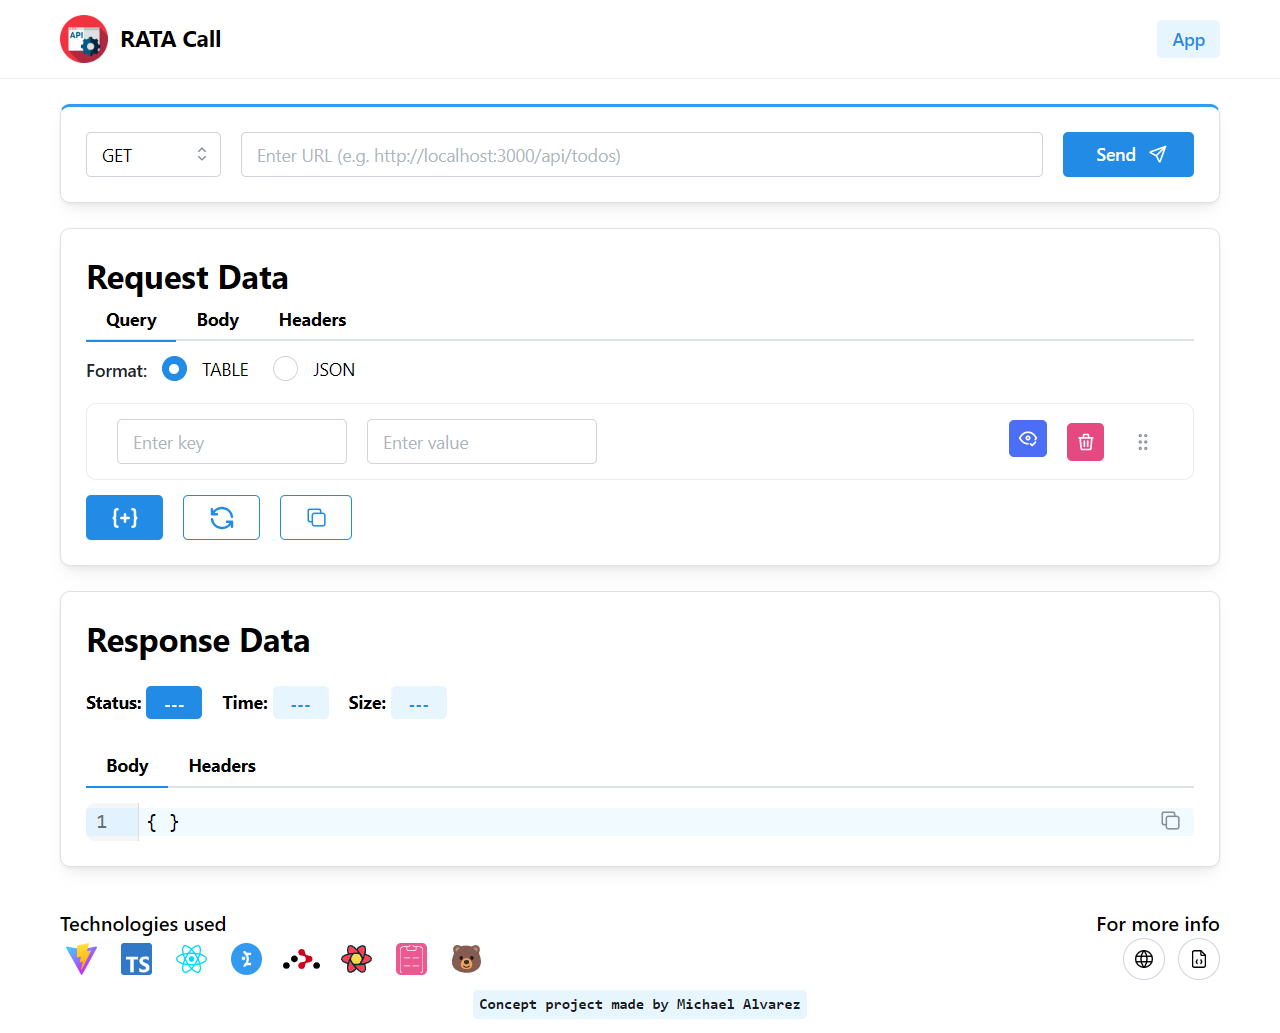 API
RATA Call
App
GET
Enter URL (e.g. http://localhost:3000/api/todos)
Send
Request Data
Query Body Headers
Format: TABLE JSON
Enter key Enter value
{+}
Response Data
Status: --- Time: --- Size: ---
Body Headers
1 { }
Technologies used
For more info
TS
Concept project made by Michael Alvarez